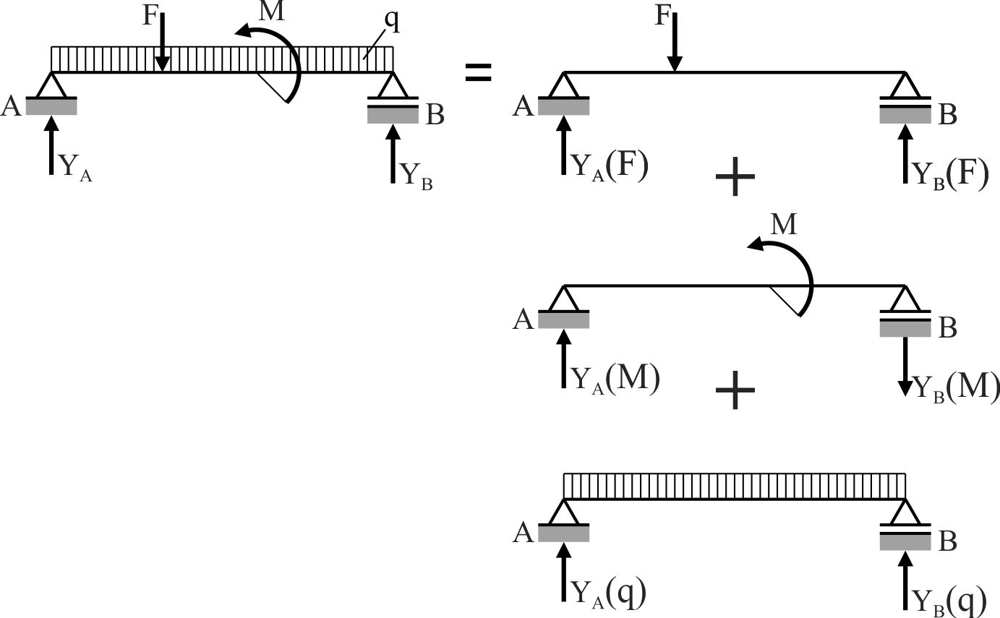 F M q
A B
Y_A Y_B
=
F
A B
Y_A(F) Y_B(F)
+
M
A B
Y_A(M) Y_B(M)
+
A B
Y_A(q) Y_B(q)